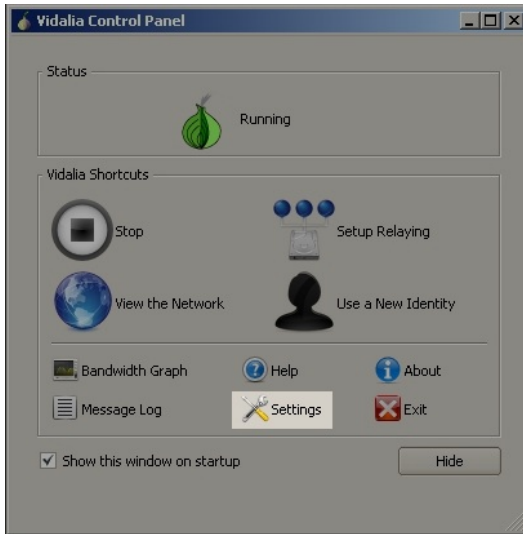 Vidalia Control Panel
Status
Running
Vidalia Shortcuts
Stop
Setup Relaying
View the Network
Use a New Identity
Bandwidth Graph
Help
About
Message Log
Settings
Exit
Show this window on startup
Hide